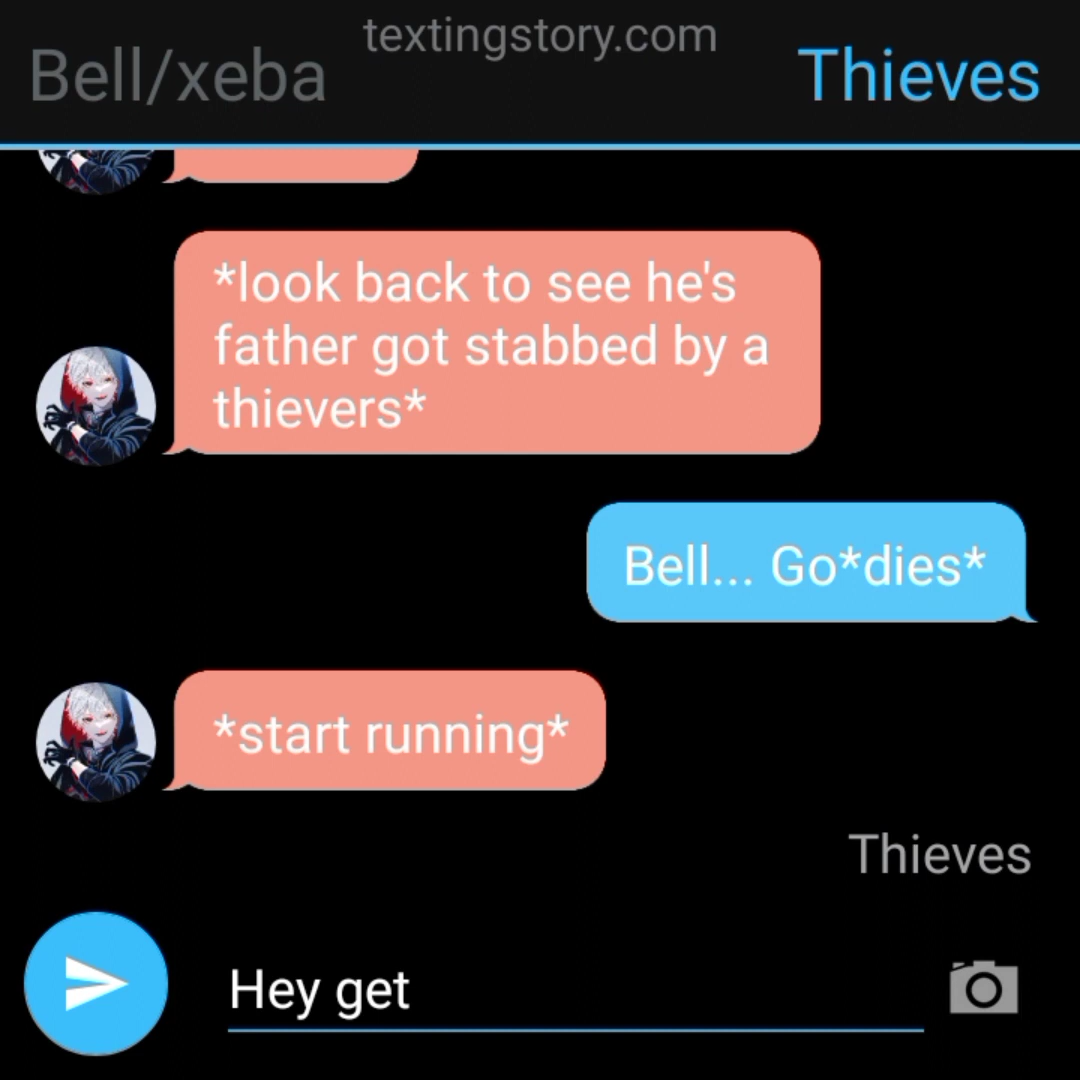 textingstory.com
Bell/xeba
Thieves
*look back to see he's
father got stabbed by a
thievers*
Bell... Go*dies*
*start running*
Thieves
Hey get